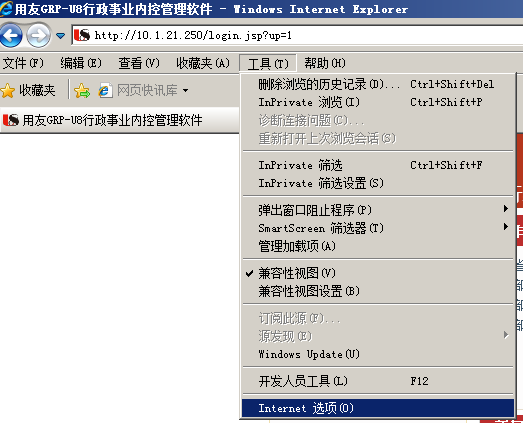 用友GRP-U8行政事业内控管理软件 - Windows Internet Explorer
http://10.1.21.250/login.jsp?up=1
文件(F) 编辑(E) 查看(V) 收藏夹(A) 工具(T) 帮助(H)
收藏夹 网页快讯库
用友GRP-U8行政事业内控管理软件
删除浏览的历史记录(D)... Ctrl+Shift+Del
InPrivate 浏览(I) Ctrl+Shift+P
诊断连接问题(C)...
重新打开上次浏览会话(S)
InPrivate 筛选 Ctrl+Shift+F
InPrivate 筛选设置(S)
弹出窗口阻止程序(P)
SmartScreen 筛选器(T)
管理加载项(A)
兼容性视图(V)
兼容性视图设置(B)
订阅此源(F)...
源发现(E)
Windows Update(U)
开发人员工具(L) F12
Internet 选项(O)